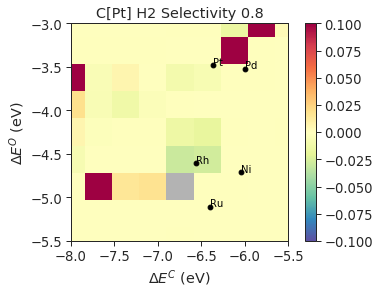 C[Pt] H2 Selectivity 0.8
−3.0
−3.5
−4.0
−4.5
−5.0
−5.5
ΔE^O (eV)
Pt
Pd
Rh
Ni
Ru
−8.0 −7.5 −7.0 −6.5 −6.0 −5.5
ΔE^C (eV)
0.100
0.075
0.050
0.025
0.000
−0.025
−0.050
−0.075
−0.100